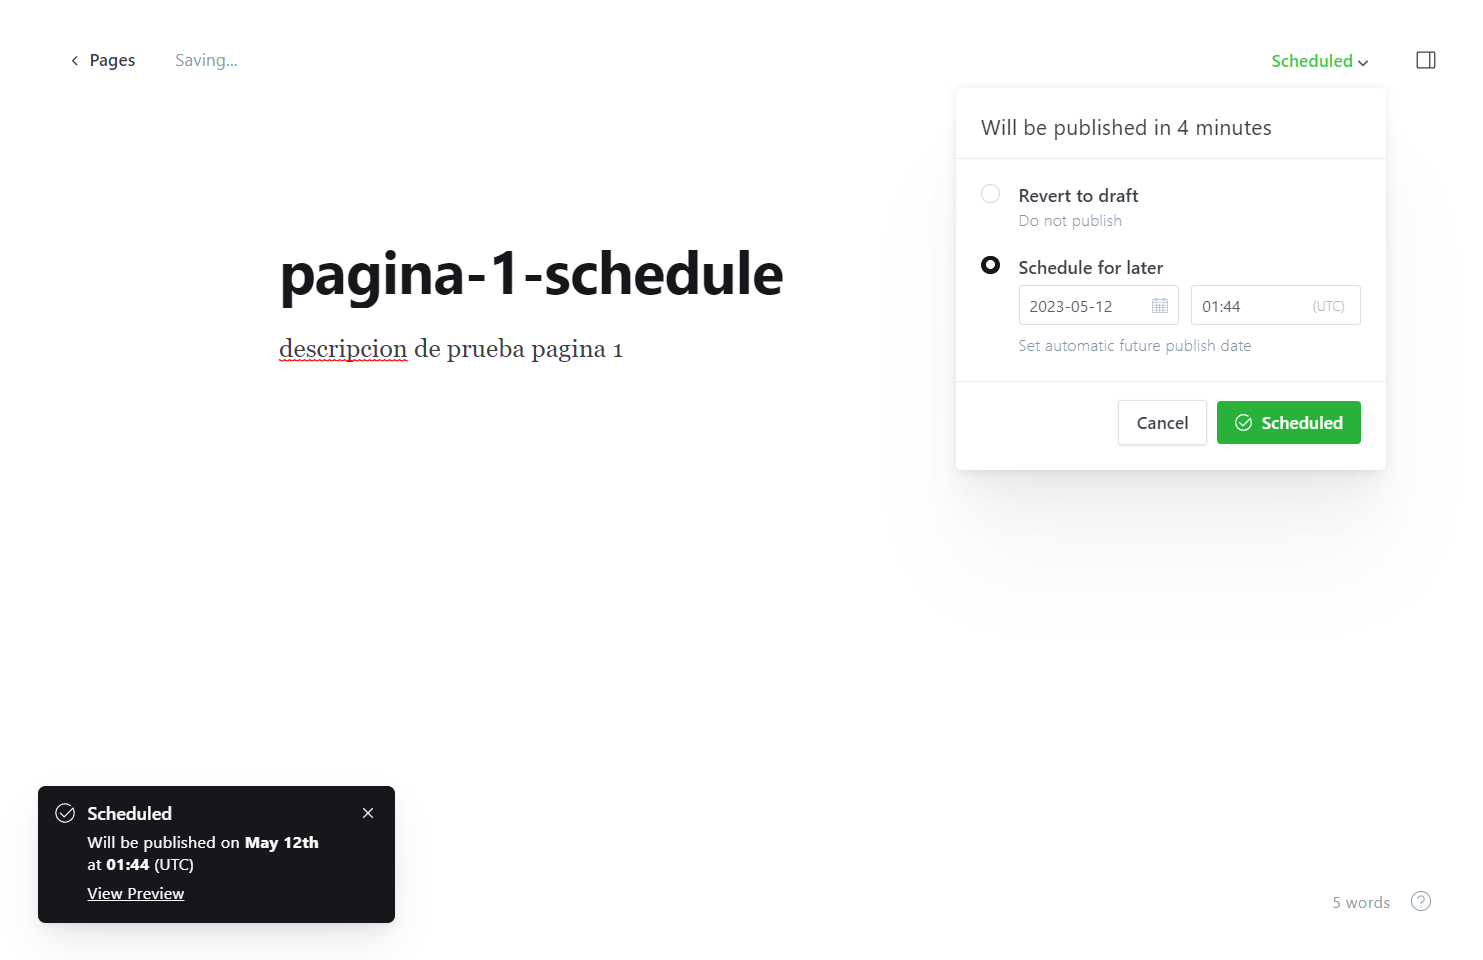 Pages
Saving...
Scheduled
Will be published in 4 minutes
Revert to draft
Do not publish
Schedule for later
2023-05-12
01:44 (UTC)
Set automatic future publish date
Cancel
Scheduled
pagina-1-schedule
descripcion de prueba pagina 1
Scheduled
Will be published on May 12th
at 01:44 (UTC)
View Preview
5 words
?